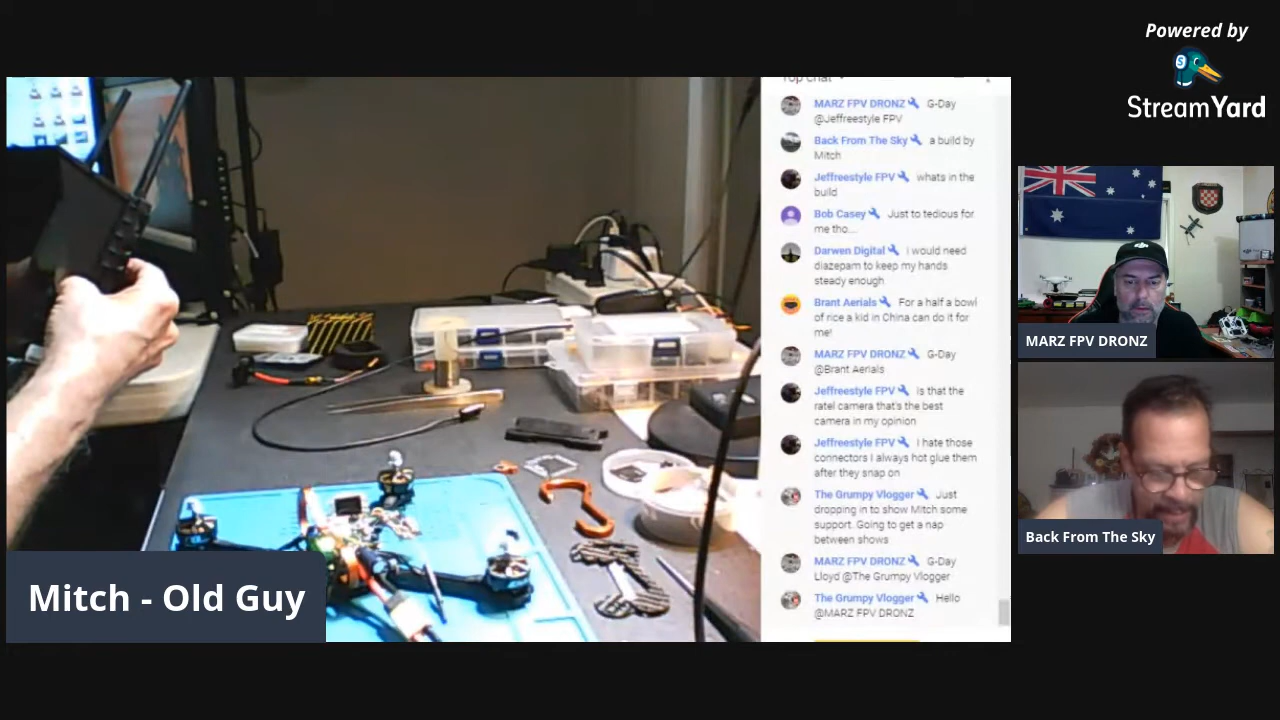 Powered by
StreamYard
Top chat
MARZ FPV DRONZ G-Day
@Jeffreestyle FPV
Back From The Sky a build by
Mitch
Jeffreestyle FPV whats in the
build
Bob Casey Just to tedious for
me tho....
Darwen Digital i would need
diazepam to keep my hands
steady enough
Brant Aerials For a half a bowl
of rice a kid in China can do it for
me!
MARZ FPV DRONZ G-Day
@Brant Aerials
Jeffreestyle FPV Is that the
ratel camera that's the best
camera in my opinion
Jeffreestyle FPV I hate those
connectors I always hot glue them
after they snap on
The Grumpy Vlogger Just
dropping in to show Mitch some
support. Going to get a nap
between shows
MARZ FPV DRONZ G-Day
Lloyd @The Grumpy Vlogger
The Grumpy Vlogger Hello
@MARZ FPV DRONZ
Mitch - Old Guy
MARZ FPV DRONZ
Back From The Sky